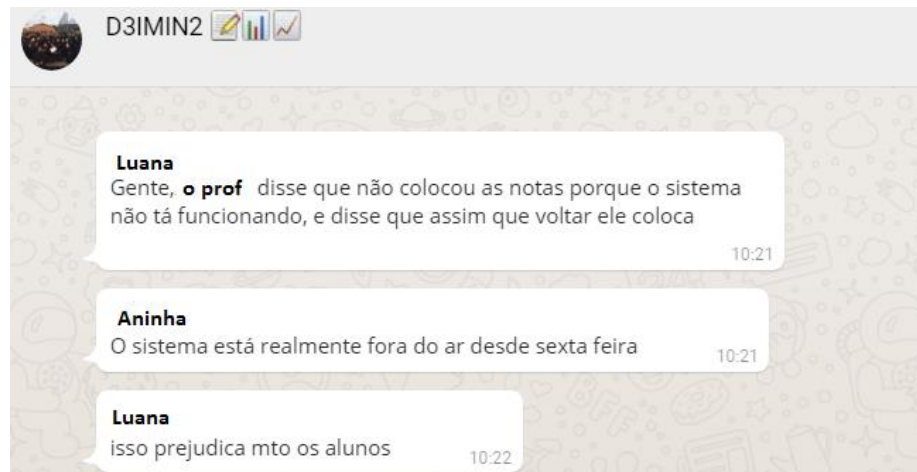 D3IMIN2 📝📊📈
Luana
Gente, o prof disse que não colocou as notas porque o sistema
não tá funcionando, e disse que assim que voltar ele coloca
10:21
Aninha
O sistema está realmente fora do ar desde sexta feira
10:21
Luana
isso prejudica mto os alunos
10:22